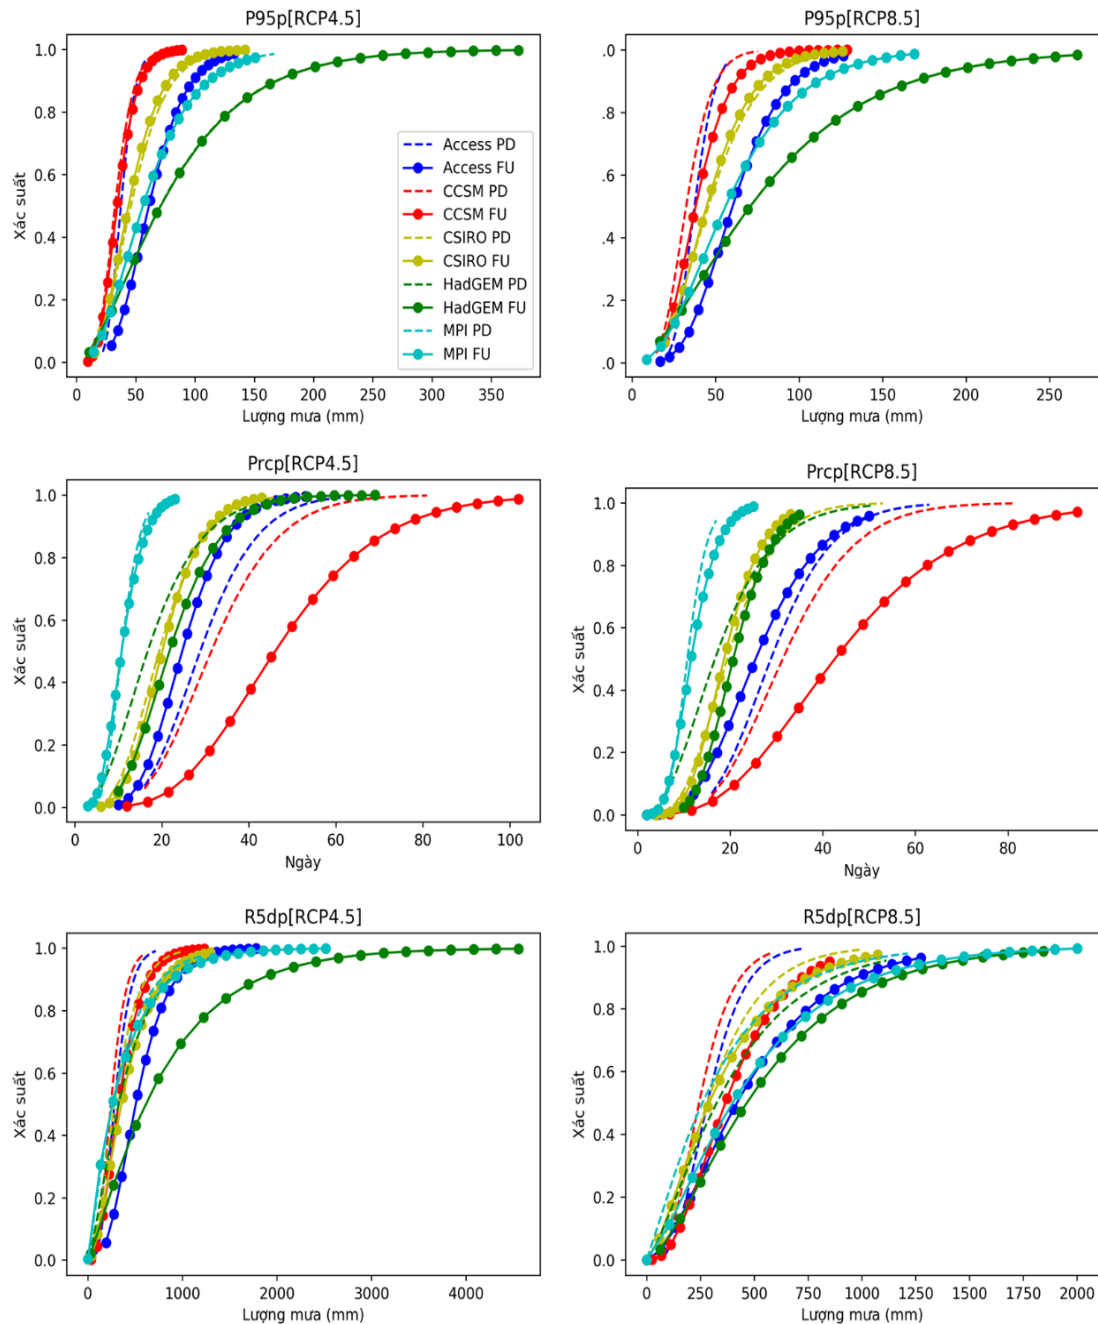 P95p[RCP4.5]
1.0
0.8
0.6
0.4
0.2
0.0
Xác suất
0 50 100 150 200 250 300 350
Lượng mưa (mm)
Access PD
Access FU
CCSM PD
CCSM FU
CSIRO PD
CSIRO FU
HadGEM PD
HadGEM FU
MPI PD
MPI FU
P95p[RCP8.5]
.0
0.8
0.6
0.4
.2
.0
Xác suất
0 50 100 150 200 250
Lượng mưa (mm)
Prcp[RCP4.5]
1.0
0.8
0.6
0.4
0.2
0.0
Xác suất
0 20 40 60 80 100
Ngày
Prcp[RCP8.5]
1.0
0.8
0.6
0.4
0.2
0.0
Xác suất
0 20 40 60 80
Ngày
R5dp[RCP4.5]
1.0
0.8
0.6
0.4
0.2
0.0
Xác suất
0 1000 2000 3000 4000
Lượng mưa (mm)
R5dp[RCP8.5]
1.0
0.8
0.6
0.4
0.2
0.0
Xác suất
0 250 500 750 1000 1250 1500 1750 2000
Lượng mưa (mm)